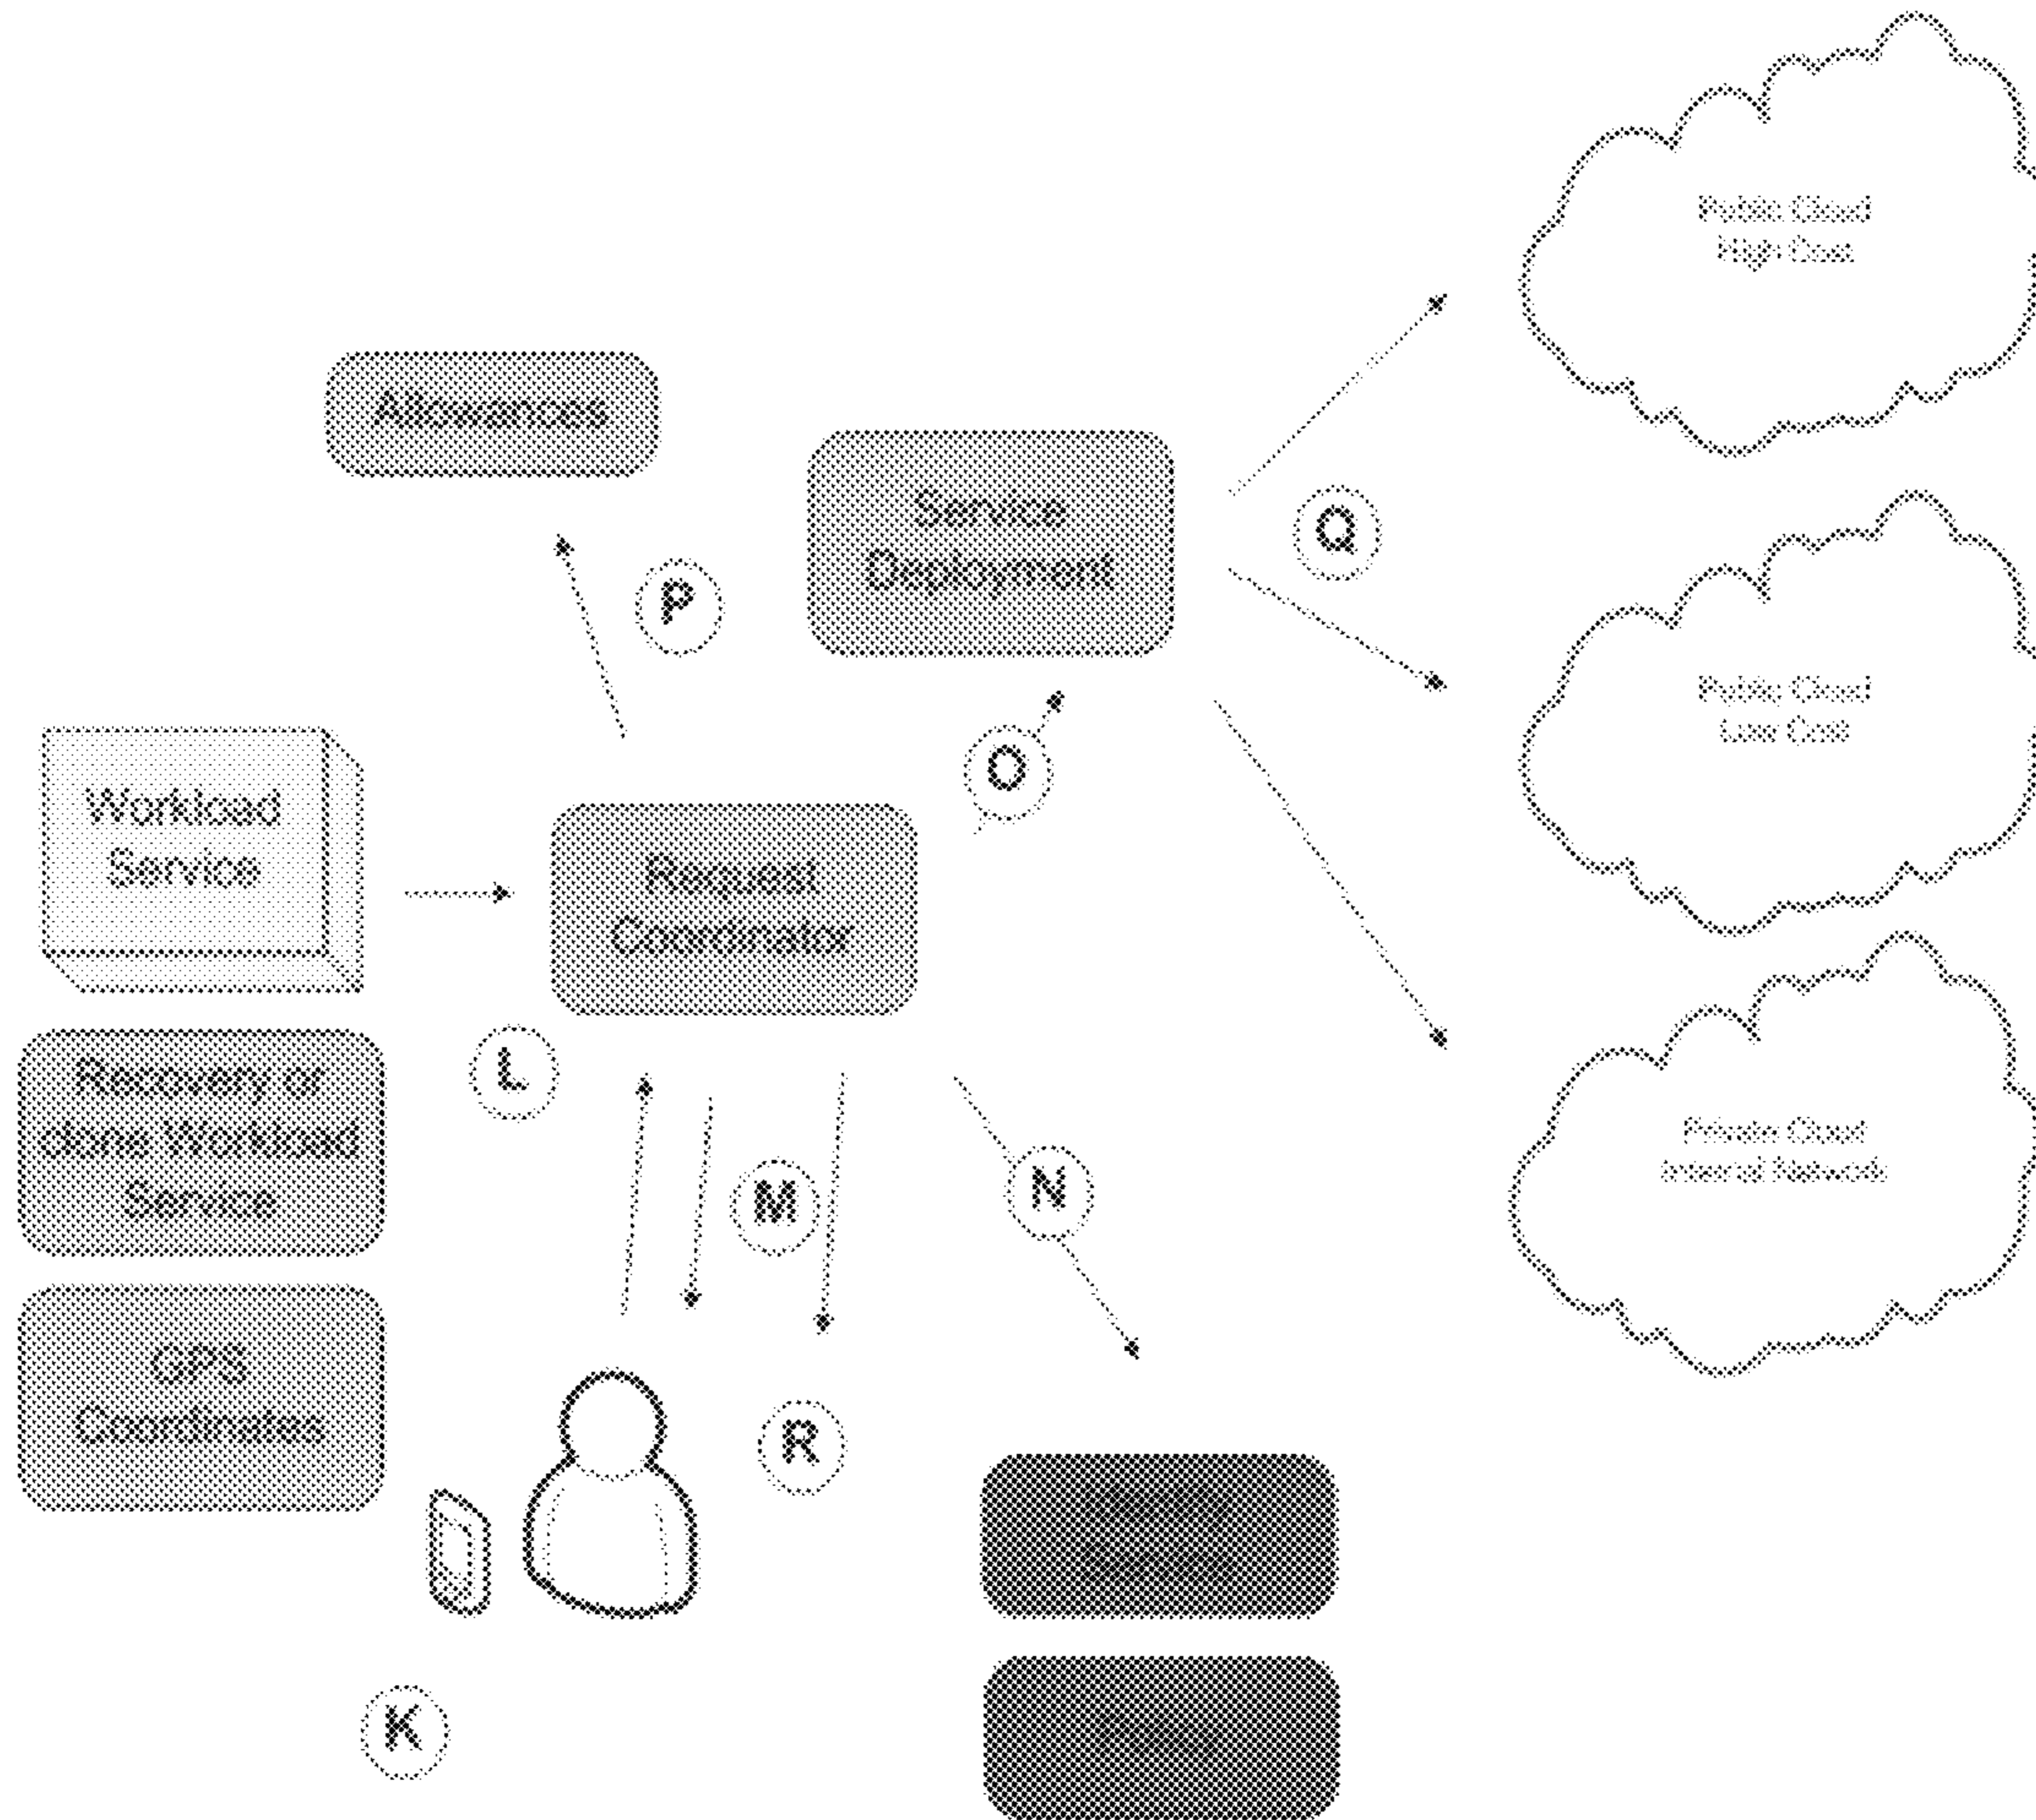 Public Cloud
High Cost
Allowances
Service
Deployment
Q
P
Public Cloud
Low Cost
O
Workload
Service
Request
Coordinator
L
Recovery of
clone Workload
Service
M
N
Private Cloud
Internal Network
GPS
Coordinates
R
K